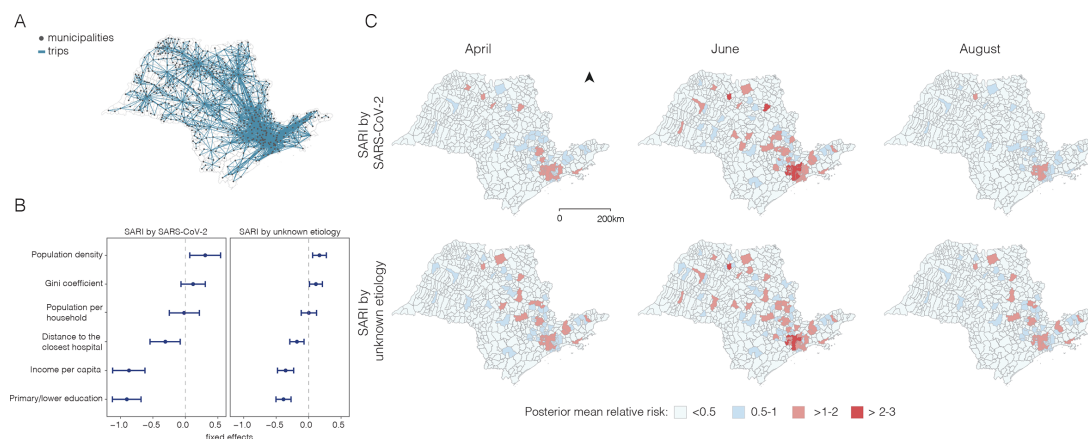 A
municipalities
trips
B
SARI by SARS-CoV-2
SARI by unknown etiology
Population density
Gini coefficient
Population per
household
Distance to the
closest hospital
Income per capita
Primary/lower education
-1.0 -0.5 0.0 0.5
-1.0 -0.5 0.0 0.5
fixed effects
C
April
June
August
SARI by
SARS-CoV-2
0 200km
SARI by
unknown etiology
Posterior mean relative risk: <0.5 0.5-1 >1-2 > 2-3